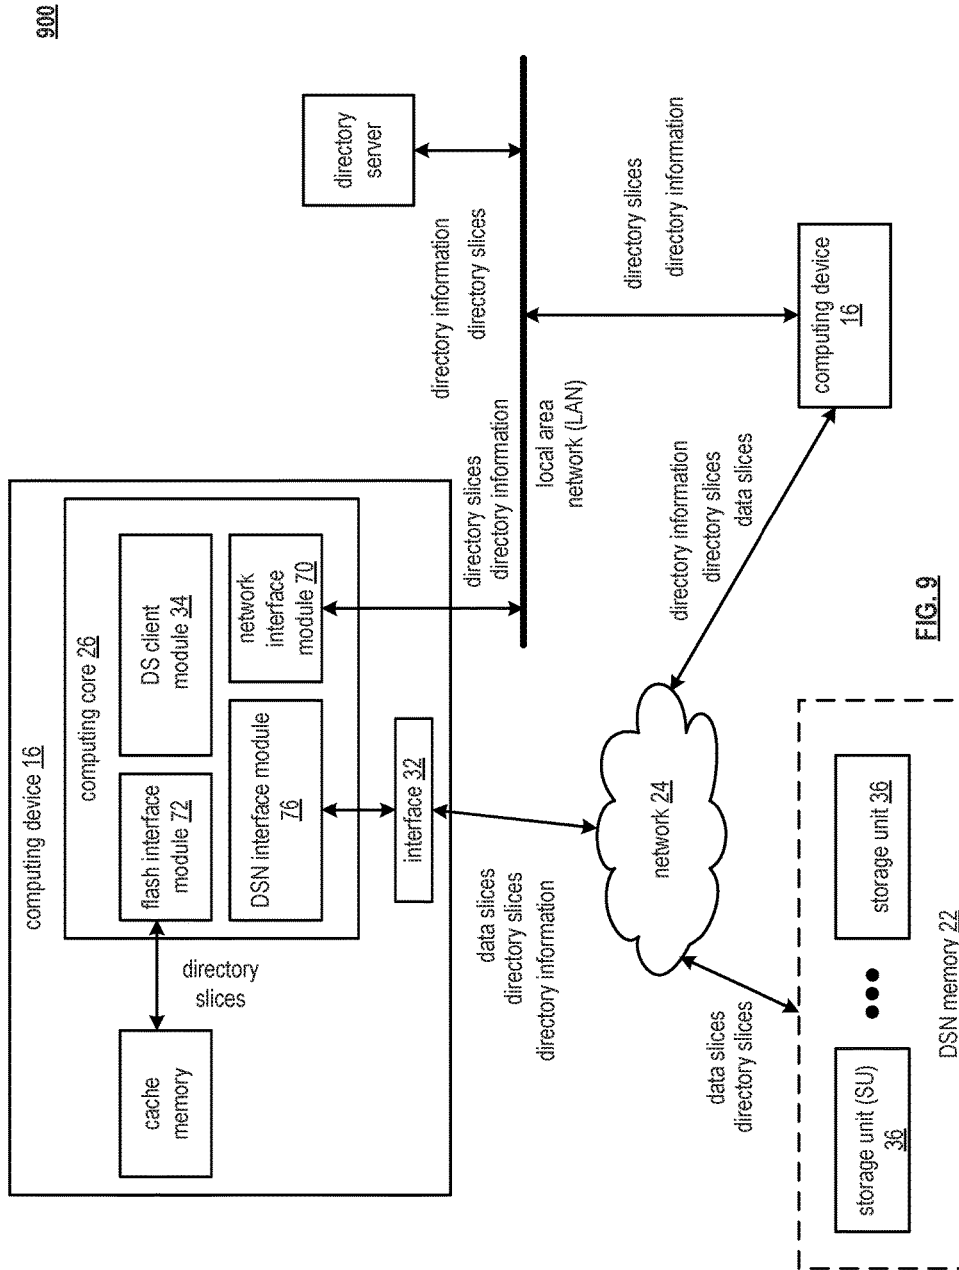 900
computing device 16
computing core 26
cache
memory
directory
slices
flash interface
module 72
DS client
module 34
DSN interface module
76
network
interface
module 70
interface 32
directory slices
directory information
directory information
directory slices
directory
server
local area
network (LAN)
data slices
directory slices
directory information
directory slices
directory information
network 24
directory information
directory slices
data slices
computing device
16
data slices
directory slices
storage unit (SU)
36
storage unit 36
DSN memory 22
FIG. 9